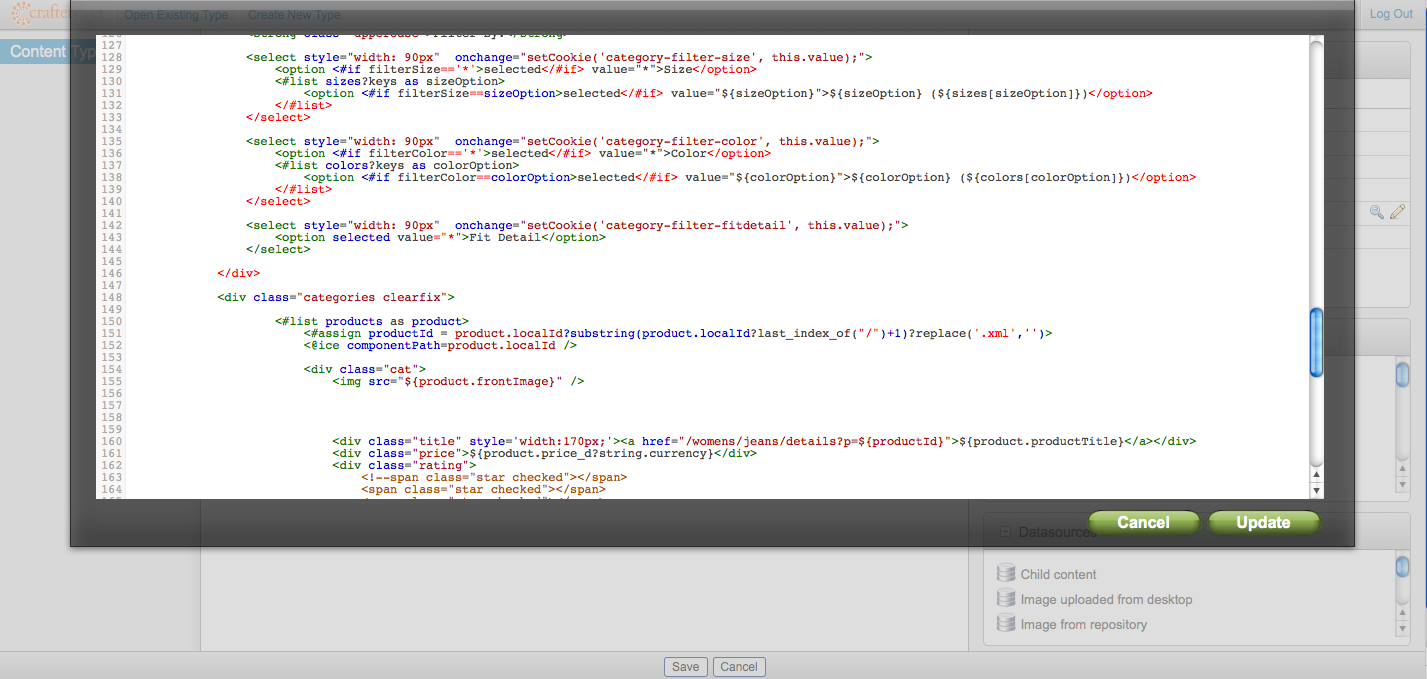 crafte
Open Existing Type
Create New Type
Log Out
Content Typ
127
128 <select style="width: 90px" onchange="setCookie('category-filter-size', this.value);">
129 <option <#if filterSize=='*'>selected</#if> value="*">Size</option>
130 <#list sizes?keys as sizeOption>
131 <option <#if filterSize==sizeOption>selected</#if> value="${sizeOption}">${sizeOption} (${sizes[sizeOption]})</option>
132 </#list>
133 </select>
134
135 <select style="width: 90px" onchange="setCookie('category-filter-color', this.value);">
136 <option <#if filterColor=='*'>selected</#if> value="*">Color</option>
137 <#list colors?keys as colorOption>
138 <option <#if filterColor==colorOption>selected</#if> value="${colorOption}">${colorOption} (${colors[colorOption]})</option>
139 </#list>
140 </select>
141
142 <select style="width: 90px" onchange="setCookie('category-filter-fitdetail', this.value);">
143 <option selected value="*">Fit Detail</option>
144 </select>
145
146 </div>
147
148 <div class="categories clearfix">
149
150 <#list products as product>
151 <#assign productId = product.localId?substring(product.localId?last_index_of("/")+1)?replace('.xml','')>
152 <@ice componentPath=product.localId />
153
154 <div class="cat">
155 <img src="${product.frontImage}" />
156
157
158
159
160 <div class="title" style='width:170px;'><a href="/womens/jeans/details?p=${productId}">${product.productTitle}</a></div>
161 <div class="price">${product.price_d?string.currency}</div>
162 <div class="rating">
163 <!--span class="star checked"></span>
164 <span class="star checked"></span>
Cancel
Update
Datasources
Child content
Image uploaded from desktop
Image from repository
Save
Cancel